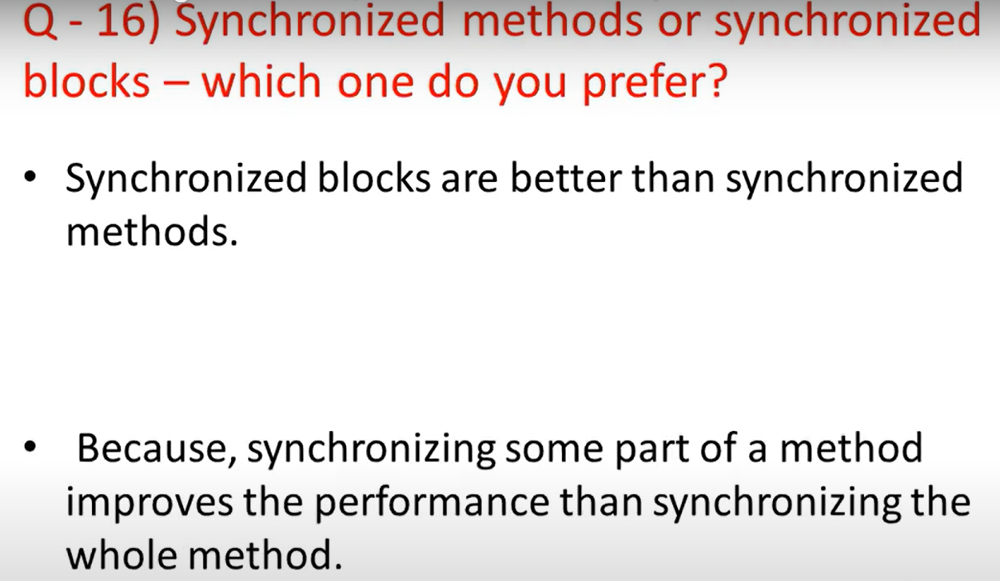 Q - 16) Synchronized methods or synchronized
blocks – which one do you prefer?
• Synchronized blocks are better than synchronized
methods.
• Because, synchronizing some part of a method
improves the performance than synchronizing the
whole method.